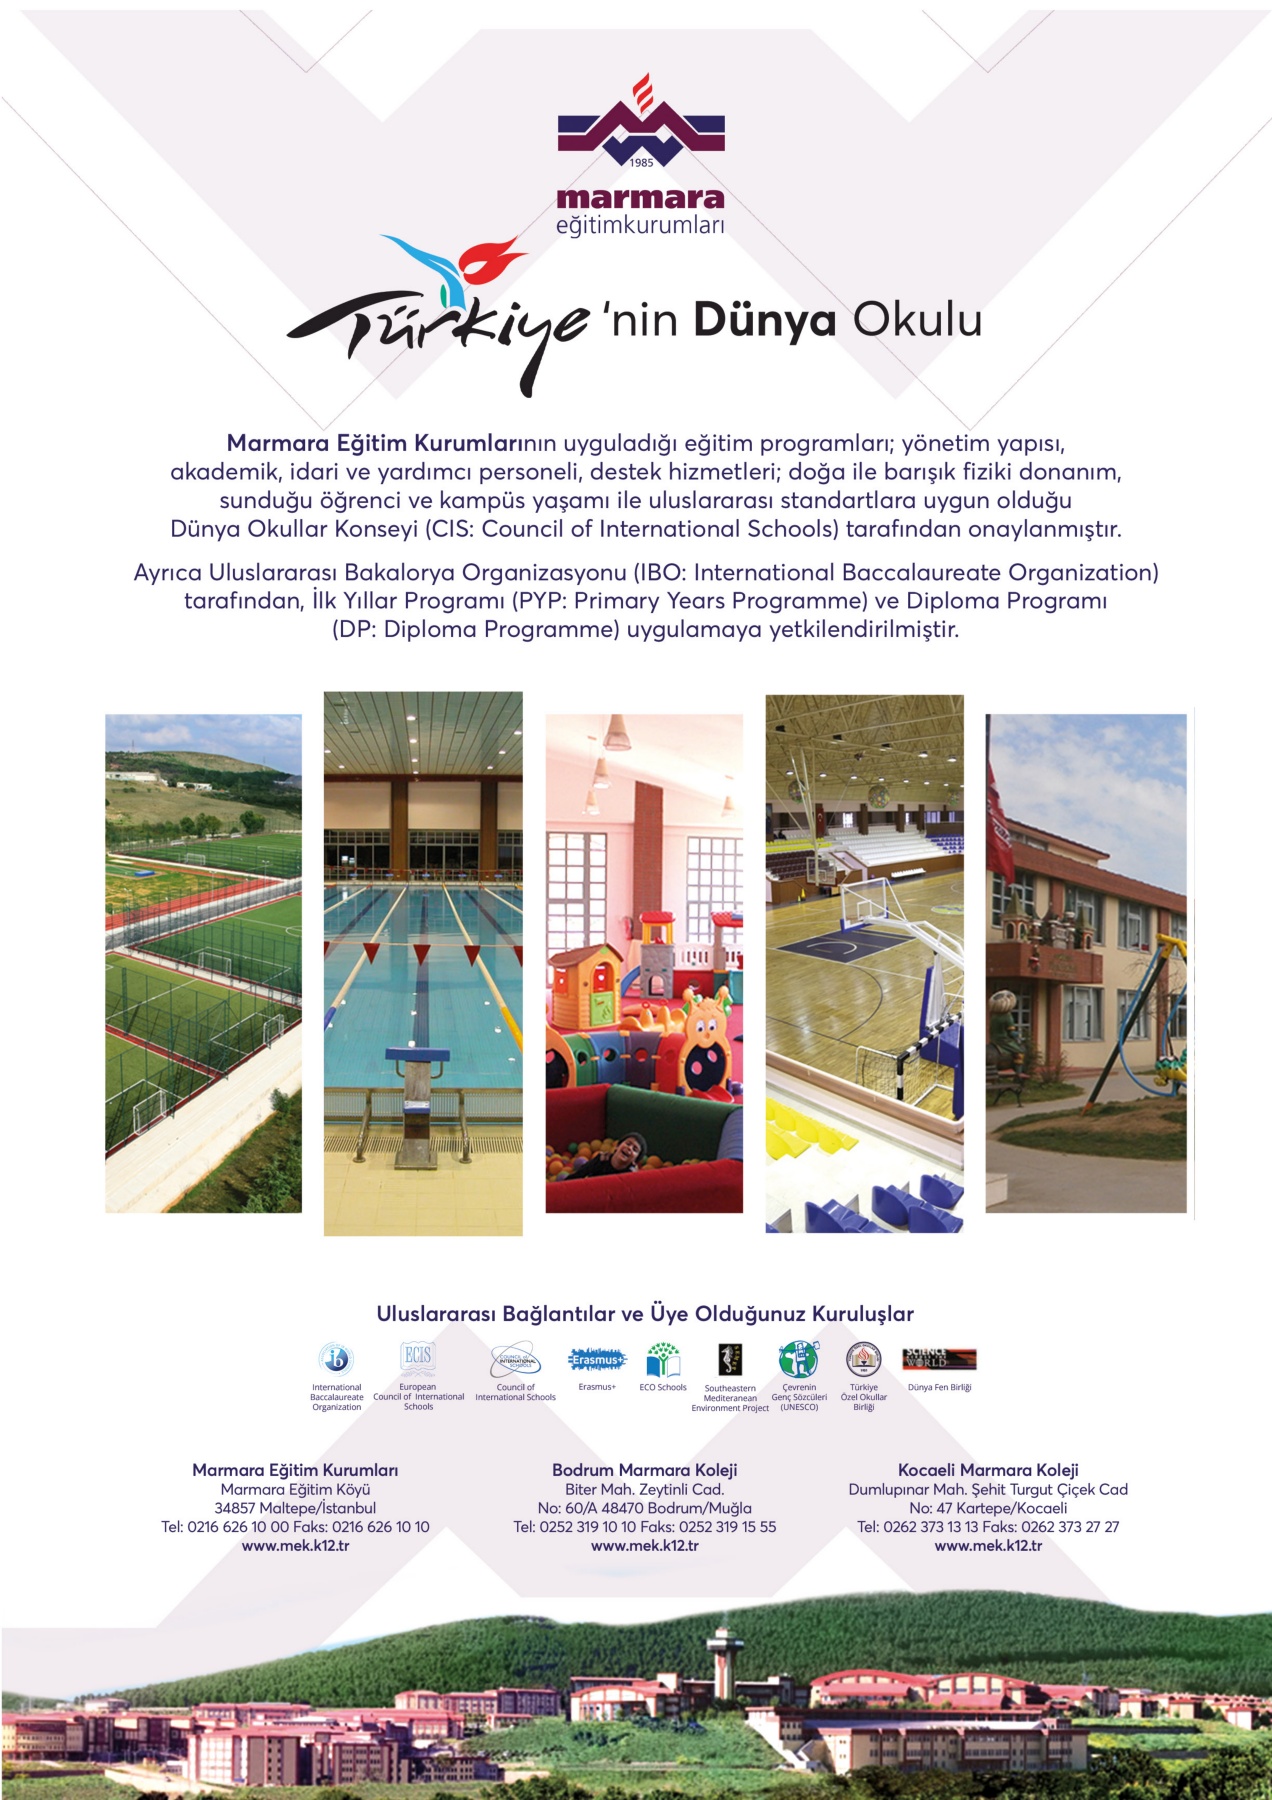 1985
marmara
eğitimkurumları
Türkiye'nin Dünya Okulu
Marmara Eğitim Kurumlarının uyguladığı eğitim programları; yönetim yapısı,
akademik, idari ve yardımcı personeli, destek hizmetleri; doğa ile barışık fiziki donanım,
sunduğu öğrenci ve kampüs yaşamı ile uluslararası standartlara uygun olduğu
Dünya Okullar Konseyi (CIS: Council of International Schools) tarafından onaylanmıştır.
Ayrıca Uluslararası Bakalorya Organizasyonu (IBO: International Baccalaureate Organization)
tarafından, İlk Yıllar Programı (PYP: Primary Years Programme) ve Diploma Programı
(DP: Diploma Programme) uygulamaya yetkilendirilmiştir.
Uluslararası Bağlantılar ve Üye Olduğunuz Kuruluşlar
International
Baccalaureate
Organization
ECIS
European
Council of International
Schools
COUNCIL of
INTERNATIONAL
SCHOOLS
Council of
International Schools
Erasmus+
Erasmus+
ECO Schools
Southeastern
Mediteranean
Environment Project
Çevrenin
Genç Sözcüleri
(UNESCO)
Türkiye
Özel Okullar
Birliği
SCIENCE
WORLD
Dünya Fen Birliği
Marmara Eğitim Kurumları
Marmara Eğitim Köyü
34857 Maltepe/İstanbul
Tel: 0216 626 10 00 Faks: 0216 626 10 10
www.mek.k12.tr
Bodrum Marmara Koleji
Biter Mah. Zeytinli Cad.
No: 60/A 48470 Bodrum/Muğla
Tel: 0252 319 10 10 Faks: 0252 319 15 55
www.mek.k12.tr
Kocaeli Marmara Koleji
Dumlupınar Mah. Şehit Turgut Çiçek Cad
No: 47 Kartepe/Kocaeli
Tel: 0262 373 13 13 Faks: 0262 373 27 27
www.mek.k12.tr